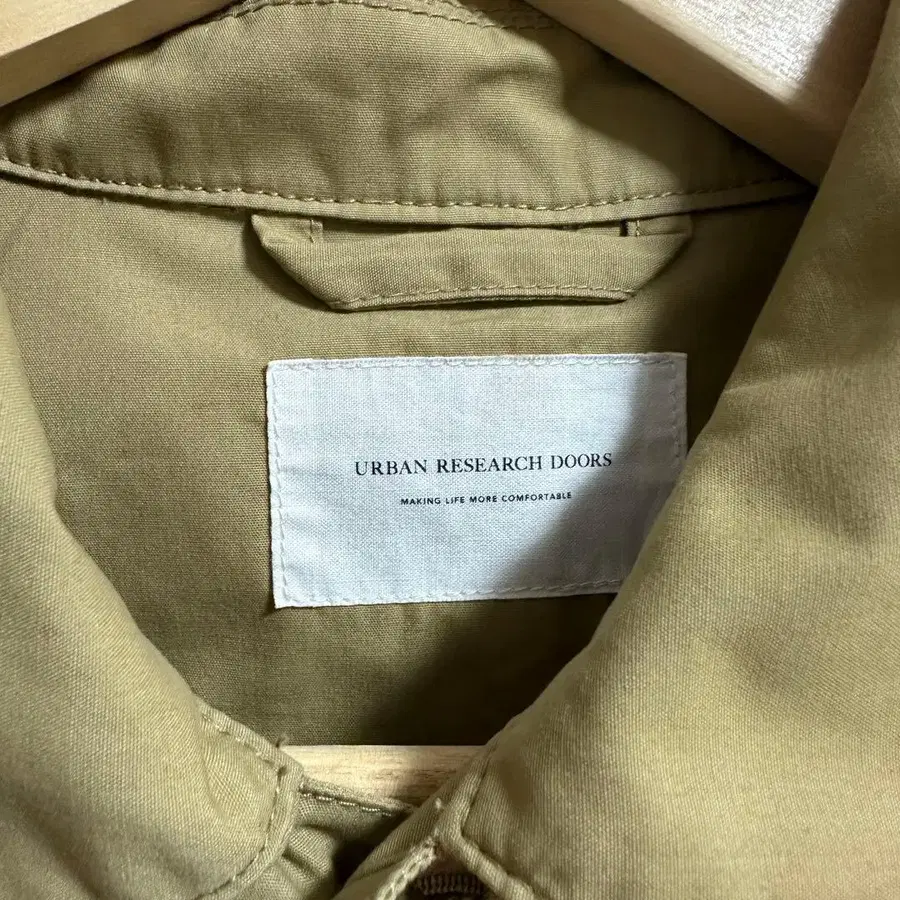 URBAN RESEARCH DOORS
MAKING LIFE MORE COMFORTABLE